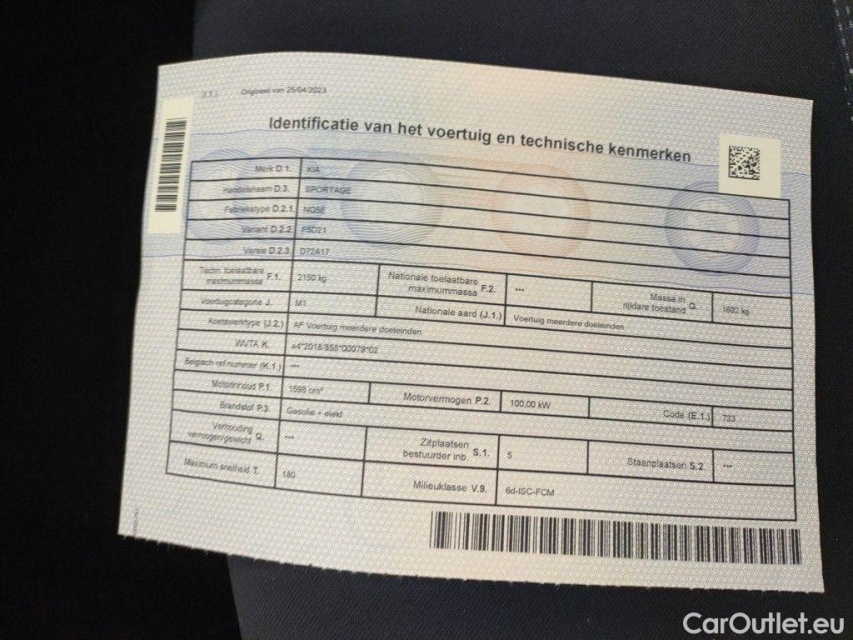 Origineel van 25/04/2023
Identificatie van het voertuig en technische kenmerken
Merk D.1. KIA
Handelsnaam D.3. SPORTAGE
Fabriekstype D.2.1. NQ5E
Variant D.2.2. F5D21
Versie D.2.3. D72A17
Techn. toelaatbare maximummassa F.1. 2150 kg Nationale toelaatbare maximummassa F.2. --- Massa in rijklare toestand G. 1602 kg
Voertuigcategorie J. M1 Nationale aard (J.1.) Voertuig meerdere doeleinden
Koetswerktype (J.2.) AF Voertuig meerdere doeleinden
WVTA K. e4*2018/858*00079*02
Belgisch ref nummer (K.1.) ---
Motorinhoud P.1. 1598 cm³ Motorvermogen P.2. 100,00 kW Code (E.1.) 733
Brandstof P.3. Gasolie + elekt
Verhouding vermogen/gewicht Q. --- Zitplaatsen bestuurder inb. S.1. 5 Staanplaatsen S.2. ---
Maximum snelheid T. 180 Milieuklasse V.9. 6d-ISC-FCM
CarOutlet.eu